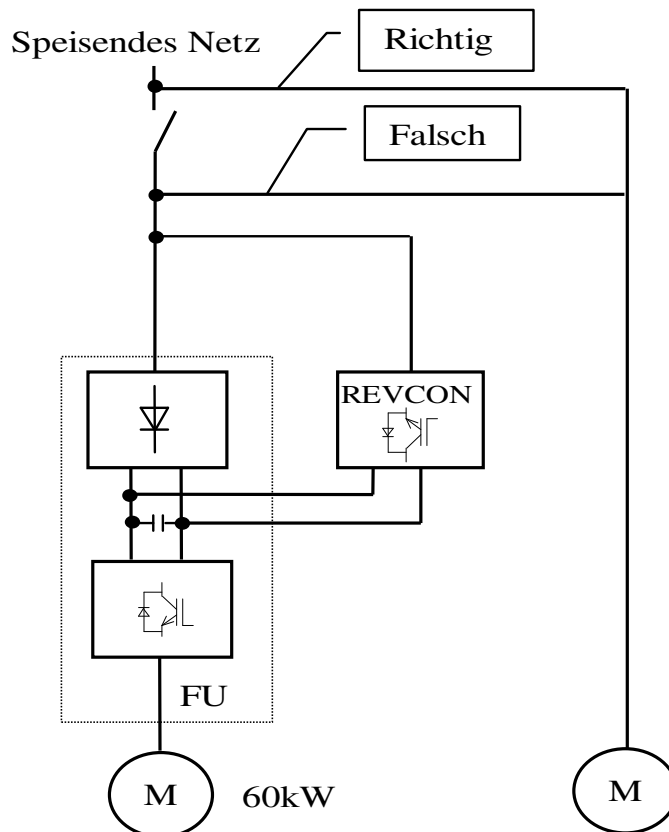 Richtig
Speisendes Netz
Falsch
REVCON
FU
M
60kW
M